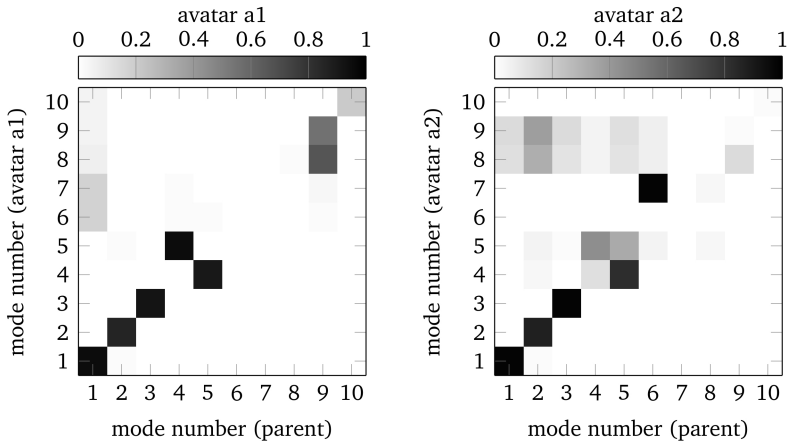 avatar a1
0 0.2 0.4 0.6 0.8 1
mode number (avatar a1)
10
9
8
7
6
5
4
3
2
1
1 2 3 4 5 6 7 8 9 10
mode number (parent)
avatar a2
0 0.2 0.4 0.6 0.8 1
mode number (avatar a2)
10
9
8
7
6
5
4
3
2
1
1 2 3 4 5 6 7 8 9 10
mode number (parent)